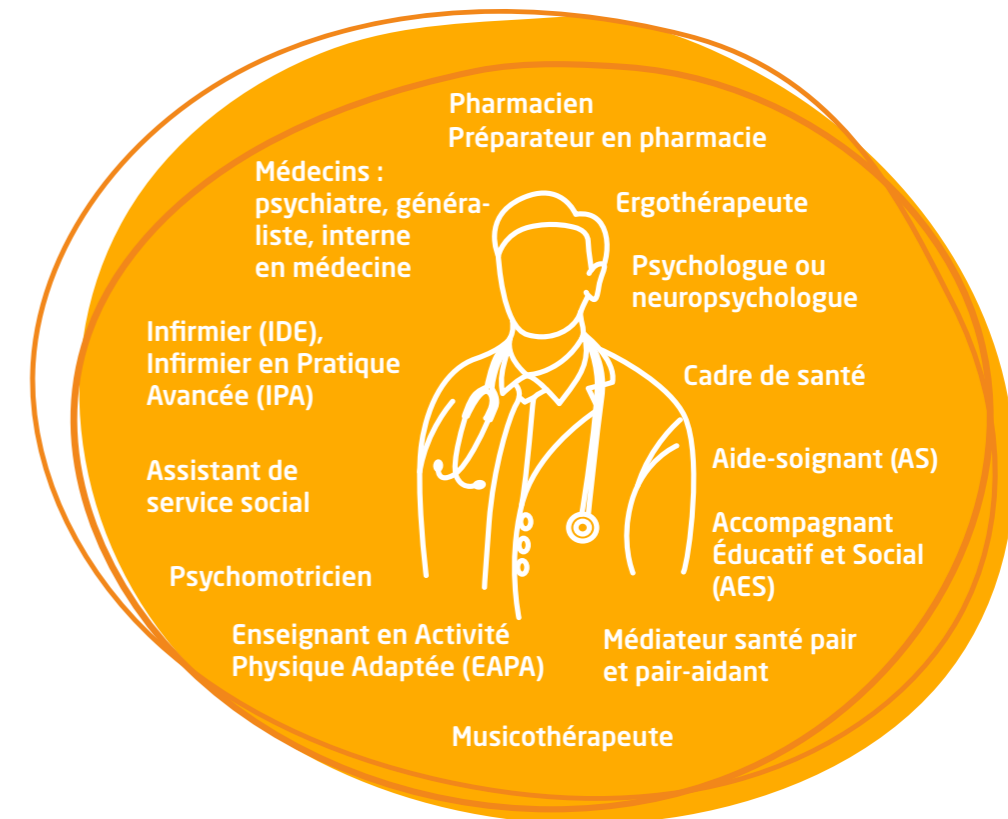 Pharmacien
Préparateur en pharmacie
Médecins :
psychiatre, généra-
liste, interne
en médecine
Ergothérapeute
Psychologue ou
neuropsychologue
Infirmier (IDE),
Infirmier en Pratique
Avancée (IPA)
Cadre de santé
Assistant de
service social
Aide-soignant (AS)
Accompagnant
Éducatif et Social
(AES)
Psychomotricien
Enseignant en Activité
Physique Adaptée (EAPA)
Médiateur santé pair
et pair-aidant
Musicothérapeute